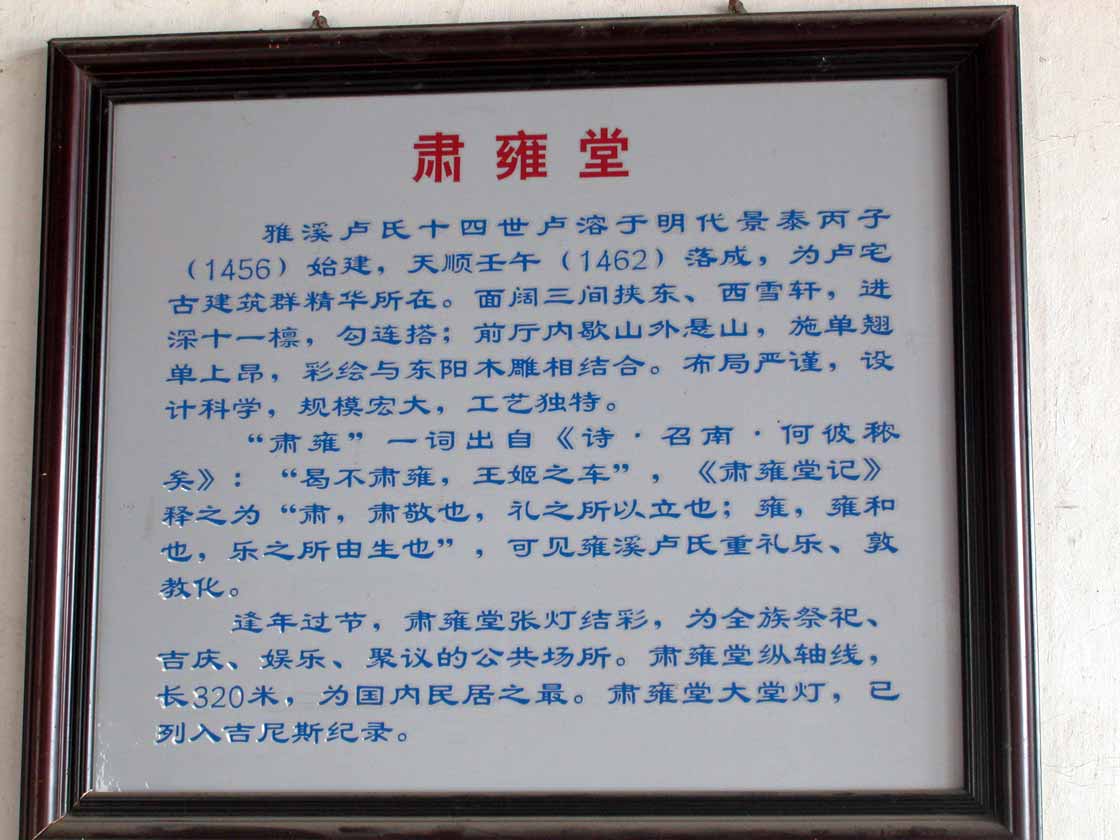 肃雍堂
雅溪卢氏十四世卢溶于明代景泰丙子
（1456）始建，天顺壬午（1462）落成，为卢宅
古建筑群精华所在。面阔三间挟东、西雪轩，进
深十一檩，勾连搭；前厅内歇山外悬山，施单翘
单上昂，彩绘与东阳木雕相结合。布局严谨，设
计科学，规模宏大，工艺独特。
“肃雍”一词出自《诗·召南·何彼秾
矣》：“曷不肃雍，王姬之车”，《肃雍堂记》
释之为“肃，肃敬也，礼之所以立也；雍，雍和
也，乐之所由生也”，可见雍溪卢氏重礼乐、敦
教化。
逢年过节，肃雍堂张灯结彩，为全族祭祀、
吉庆、娱乐、聚议的公共场所。肃雍堂纵轴线，
长320米，为国内民居之最。肃雍堂大堂灯，已
列入吉尼斯纪录。